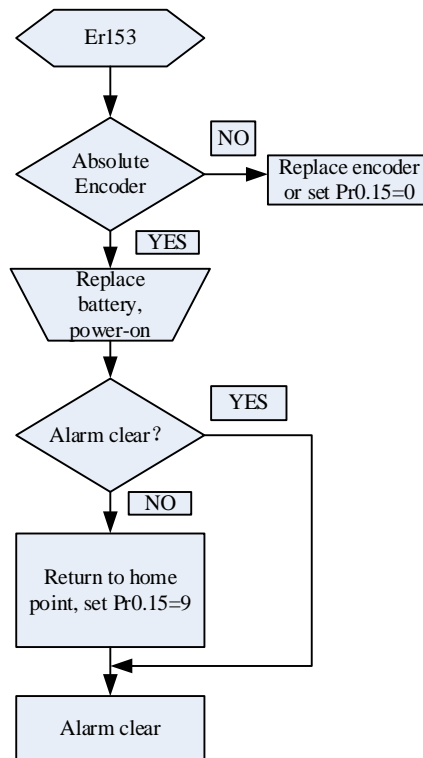 Er153
NO
Absolute
Encoder
Replace encoder
or set Pr0.15=0
YES
Replace
battery,
power-on
YES
Alarm clear?
NO
Return to home
point, set Pr0.15=9
Alarm clear